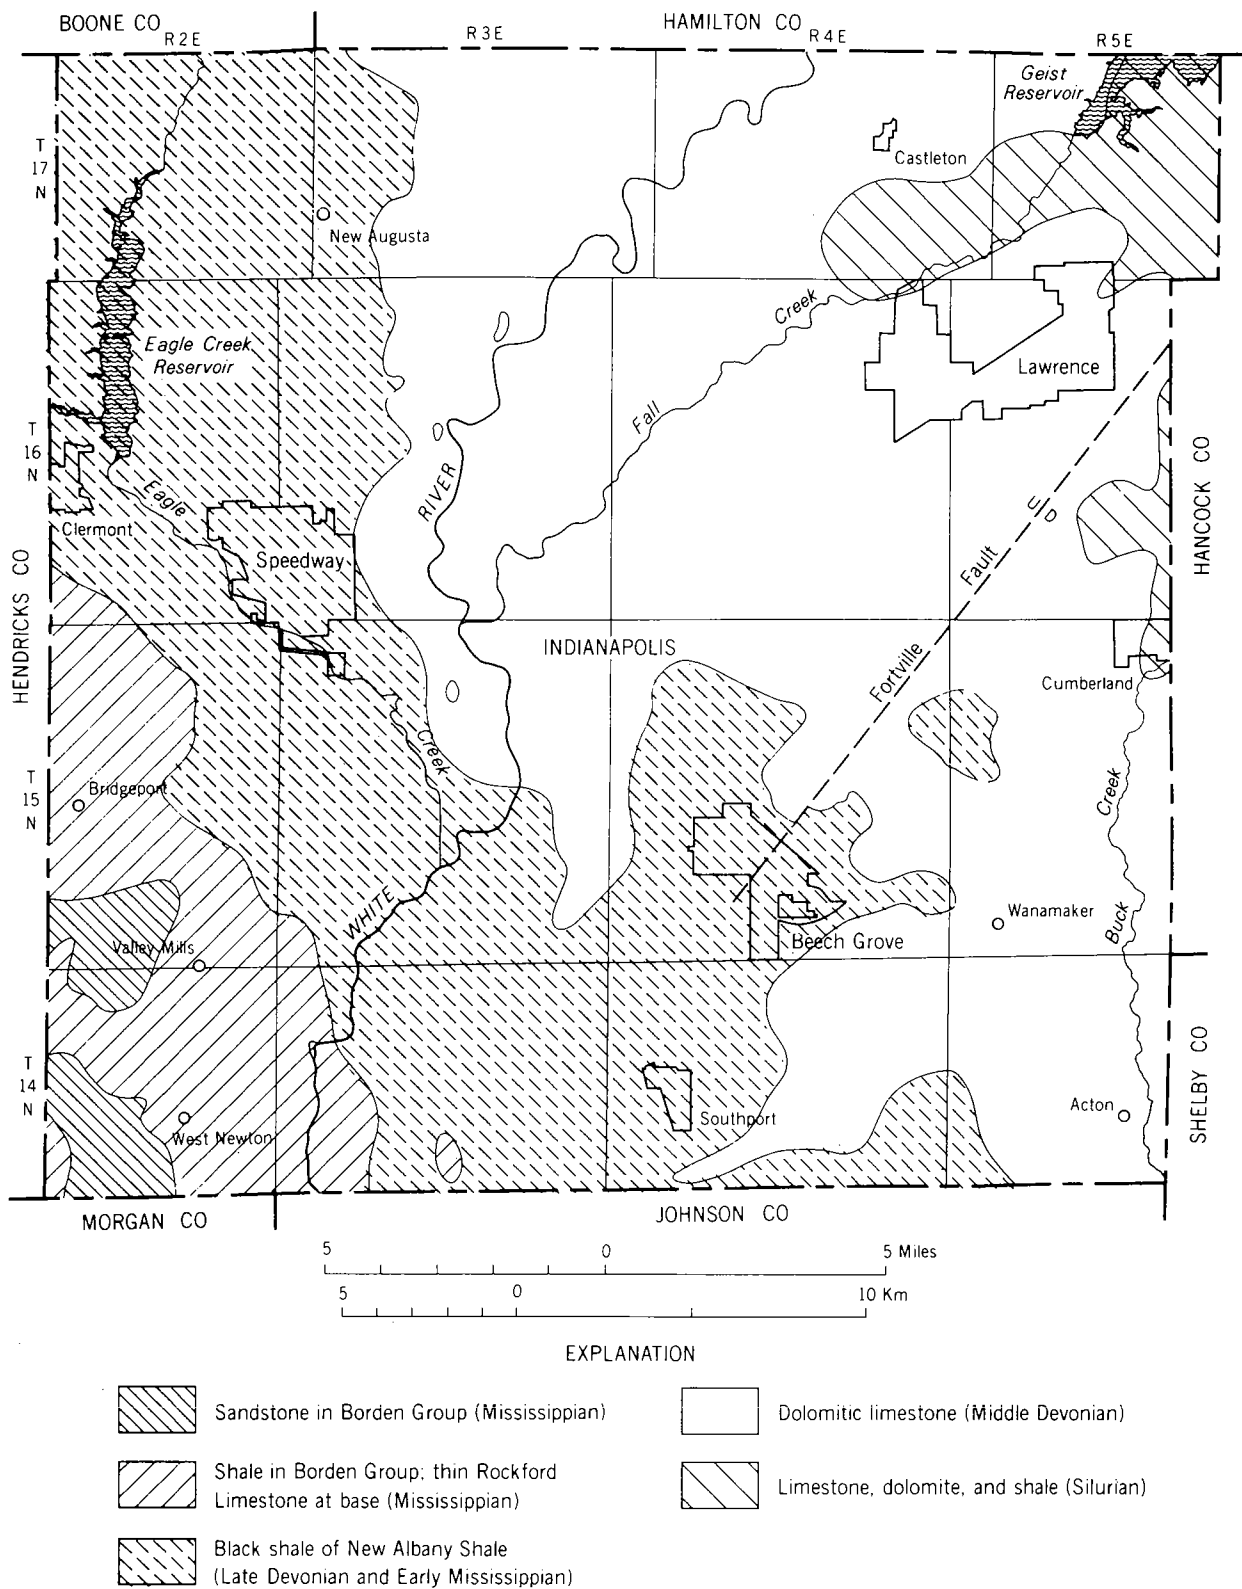 BOONE CO
HAMILTON CO
R 2 E
R 3 E
R 4 E
R 5 E
Geist
Reservoir
T
17
N
Castleton
New Augusta
Creek
Eagle Creek
Reservoir
Lawrence
Fall
T
16
N
RIVER
HANCOCK CO
Eagle
U
D
Clermont
Speedway
Fault
HENDRICKS CO
INDIANAPOLIS
Fortville
Cumberland
Creek
T
15
N
Bridgeport
Creek
WHITE
Wanamaker
Buck
Valley Mills
Beech Grove
T
14
N
SHELBY CO
Acton
Southport
West Newton
MORGAN CO
JOHNSON CO
5 0 5 Miles
5 0 10 Km
EXPLANATION
Sandstone in Borden Group (Mississippian)
Shale in Borden Group; thin Rockford
Limestone at base (Mississippian)
Black shale of New Albany Shale
(Late Devonian and Early Mississippian)
Dolomitic limestone (Middle Devonian)
Limestone, dolomite, and shale (Silurian)